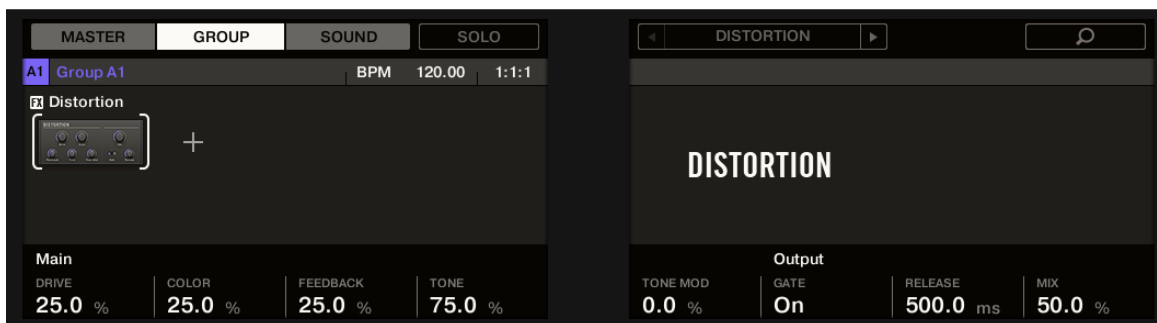 MASTER GROUP SOUND SOLO
A1 Group A1 BPM 120.00 1:1:1
FX Distortion
DISTORTION
Main
DRIVE COLOR FEEDBACK TONE
25.0 % 25.0 % 25.0 % 75.0 %
DISTORTION
DISTORTION
Output
TONE MOD GATE RELEASE MIX
0.0 % On 500.0 ms 50.0 %